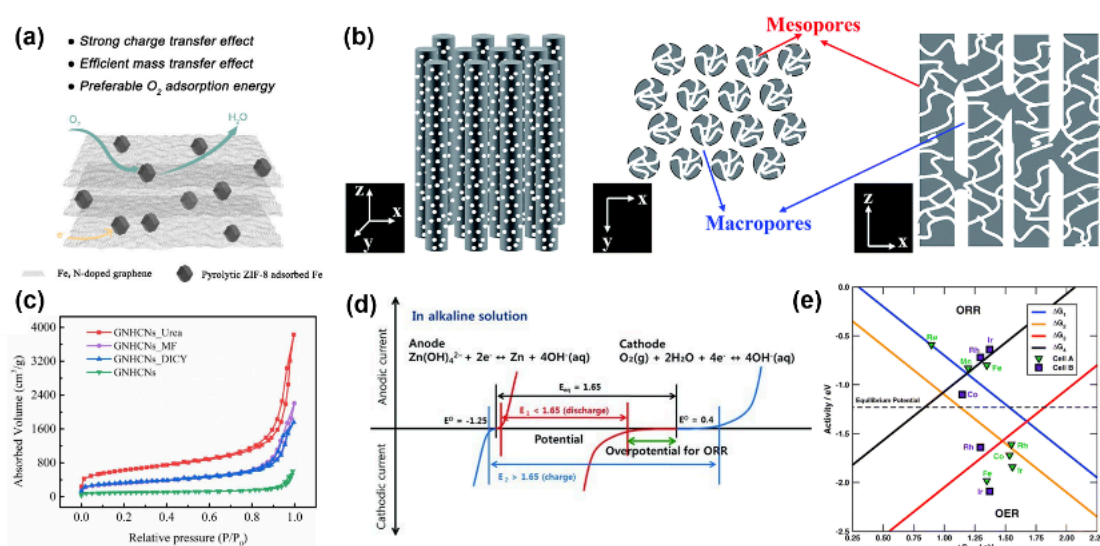 (a)
• Strong charge transfer effect
• Efficient mass transfer effect
• Preferable O₂ adsorption energy
O₂
H₂O
e⁻
Fe, N-doped graphene
Pyrolytic ZIF-8 adsorbed Fe
(b)
Mesopores
Macropores
z
x
y
x
y
z
x
(c)
4000
3200
2400
1600
800
0
GNHCNs_Urea
GNHCNs_MF
GNHCNs_DICY
GNHCNs
Absorbed Volume (cm³/g)
0.0 0.2 0.4 0.6 0.8 1.0
Relative pressure (P/P₀)
(d)
In alkaline solution
Anode
Zn(OH)₄²⁻ + 2e⁻ ↔ Zn + 4OH⁻(aq)
Cathode
O₂(g) + 2H₂O + 4e⁻ ↔ 4OH⁻(aq)
Anodic current
Cathodic current
E_eq = 1.65
E⁰ = -1.25
E₁ < 1.65 (discharge)
E⁰ = 0.4
Potential
Overpotential for ORR
E₂ > 1.65 (charge)
(e)
0.0
-0.5
-1.0
-1.5
-2.0
-2.5
Activity / eV
ORR
OER
ΔG₁
ΔG₂
ΔG₃
ΔG₄
Cell A
Cell B
Equilibrium Potential
Rh
Ir
Fe
Co
Rh
Rh
Co
Ir
Fe
Ir
0.25 0.50 0.75 1.00 1.25 1.50 1.75 2.00 2.25